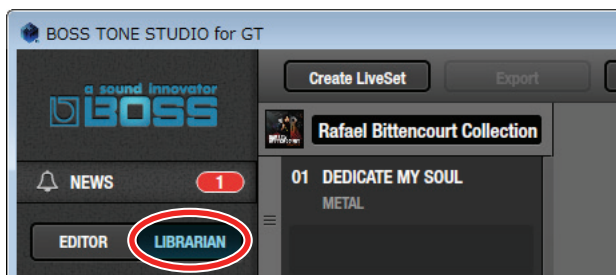 BOSS TONE STUDIO for GT
a sound innovator
BOSS
Create LiveSet
Export
Rafael Bittencourt Collection
NEWS
1
01 DEDICATE MY SOUL
METAL
EDITOR
LIBRARIAN